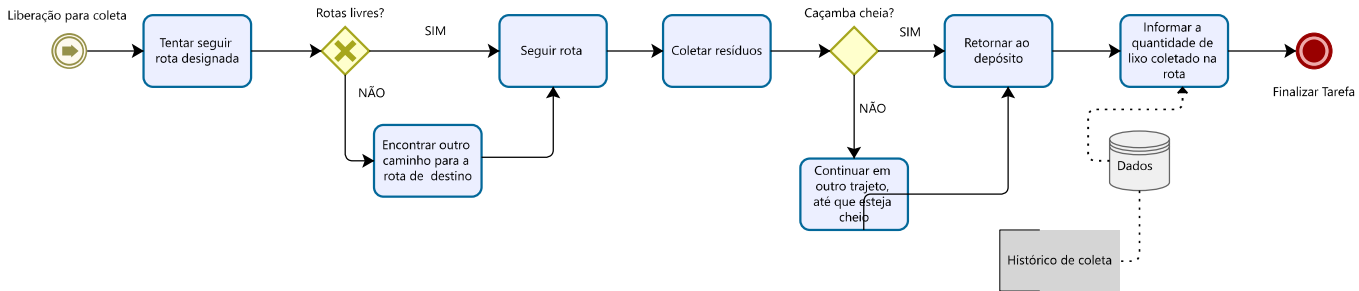 Liberação para coleta
Tentar seguir
rota designada
Rotas livres?
SIM
NÃO
Encontrar outro
caminho para a
rota de destino
Seguir rota
Coletar resíduos
Caçamba cheia?
SIM
NÃO
Continuar em
outro trajeto,
até que esteja
cheio
Retornar ao
depósito
Informar a
quantidade de
lixo coletado na
rota
Finalizar Tarefa
Dados
Histórico de coleta